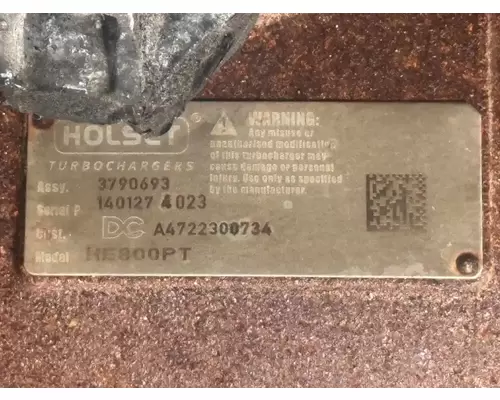 HOLSET
TURBOCHARGERS
Assy. 3790693
Serial P 140127 4023
Cust. DC A4722300734
Model HE800PT
WARNING:
Any misuse or
unauthorised modification
of this turbocharger may
cause damage or personal
injury. Use only as specified
by the manufacturer.